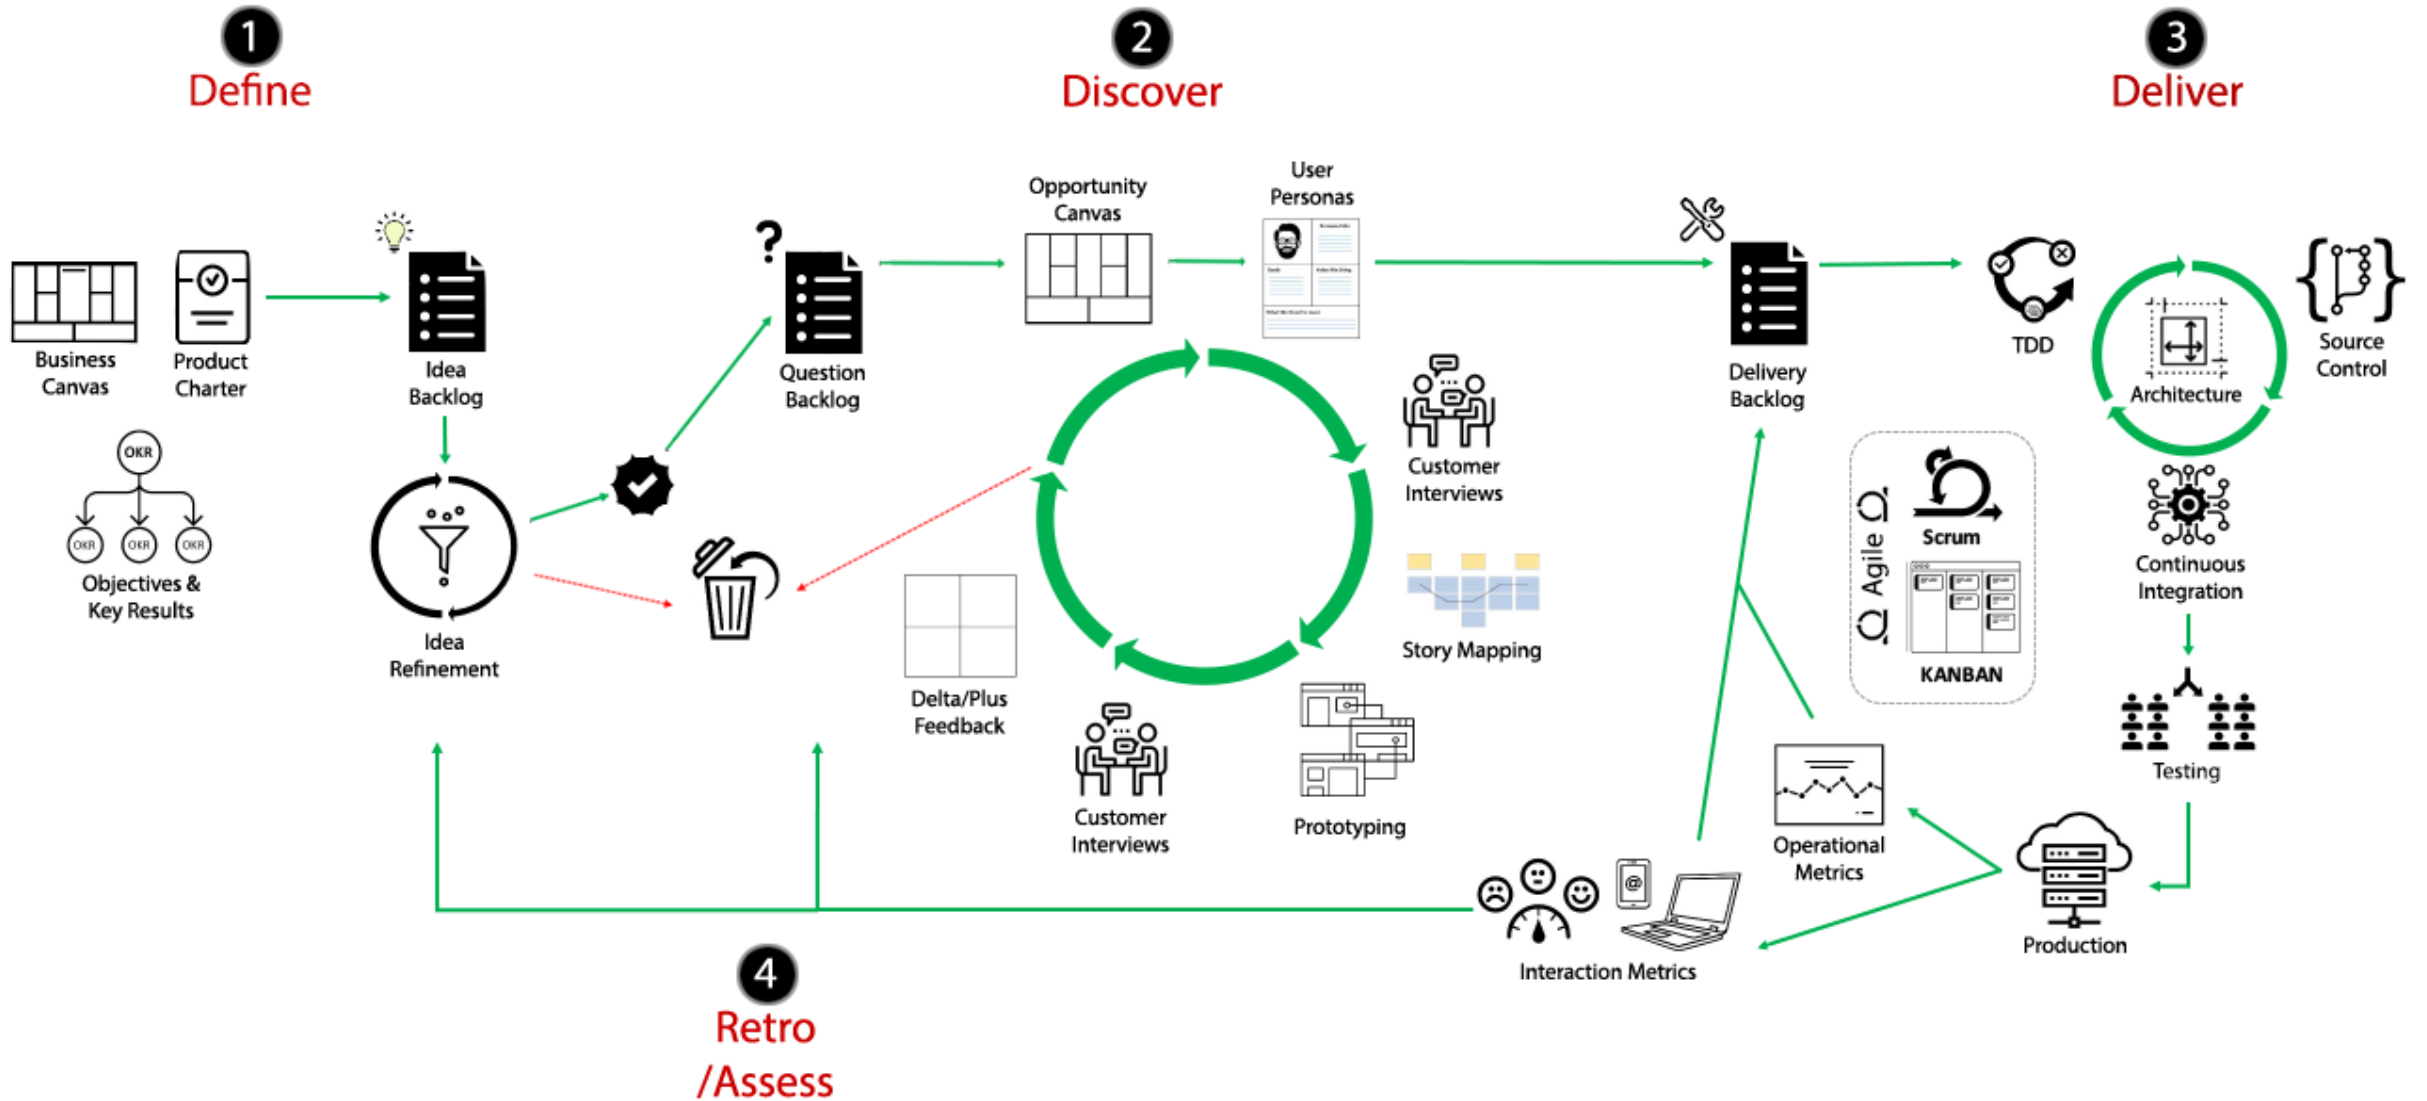 1
Define
2
Discover
3
Deliver
Business
Canvas
Product
Charter
Idea
Backlog
OKR
OKR
OKR
OKR
Objectives &
Key Results
Idea
Refinement
?
Question
Backlog
Opportunity
Canvas
User
Personas
Customer
Interviews
Story Mapping
Prototyping
Customer
Interviews
Delta/Plus
Feedback
Delivery
Backlog
TDD
Architecture
Source
Control
Agile
Scrum
KANBAN
Continuous
Integration
Testing
Production
Operational
Metrics
@
Interaction Metrics
4
Retro
/Assess